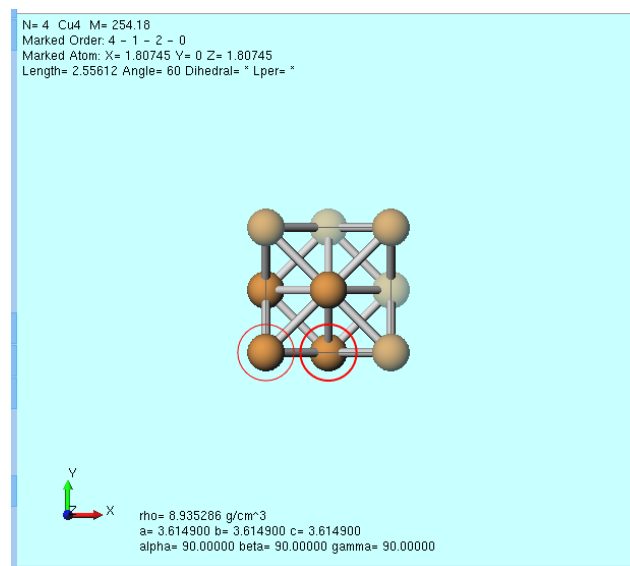 N= 4 Cu4 M= 254.18
Marked Order: 4 - 1 - 2 - 0
Marked Atom: X= 1.80745 Y= 0 Z= 1.80745
Length= 2.55612 Angle= 60 Dihedral= * Lper= *
Y
Z X
rho= 8.935286 g/cm^3
a= 3.614900 b= 3.614900 c= 3.614900
alpha= 90.00000 beta= 90.00000 gamma= 90.00000